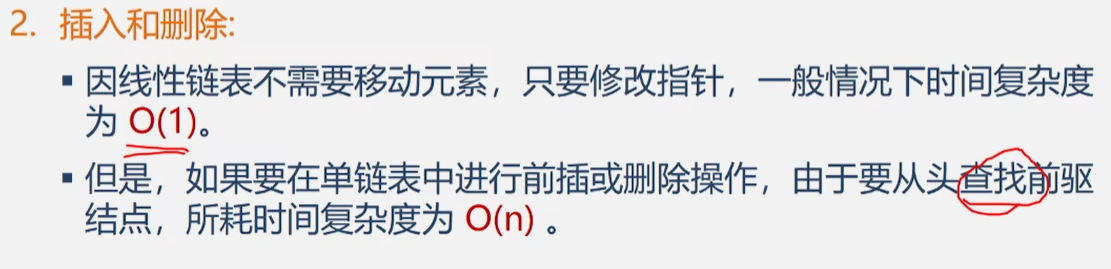 2. 插入和删除:
▪ 因线性链表不需要移动元素，只要修改指针，一般情况下时间复杂度
为 O(1)。
▪ 但是，如果要在单链表中进行前插或删除操作，由于要从头查找前驱
结点，所耗时间复杂度为 O(n) 。